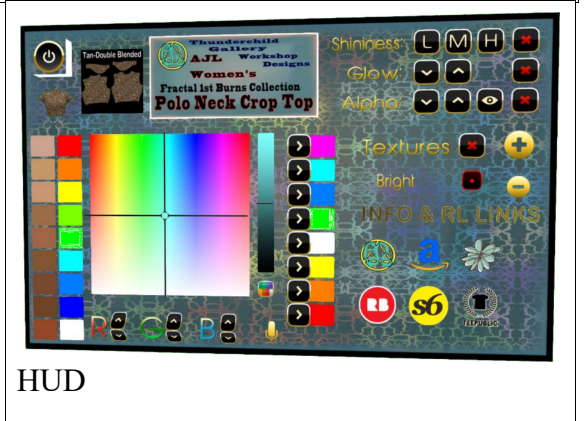 Tan-Double Blended
Thunderchild
Gallery
AJL Workshop
Designs
Women's
Fractal 1st Burns Collection
Polo Neck Crop Top
Shininess: L M H
Glow:
Alpha:
Textures
Bright
INFO & RL LINKS
a
RB
s6
TEEPUBLIC
R G B
HUD